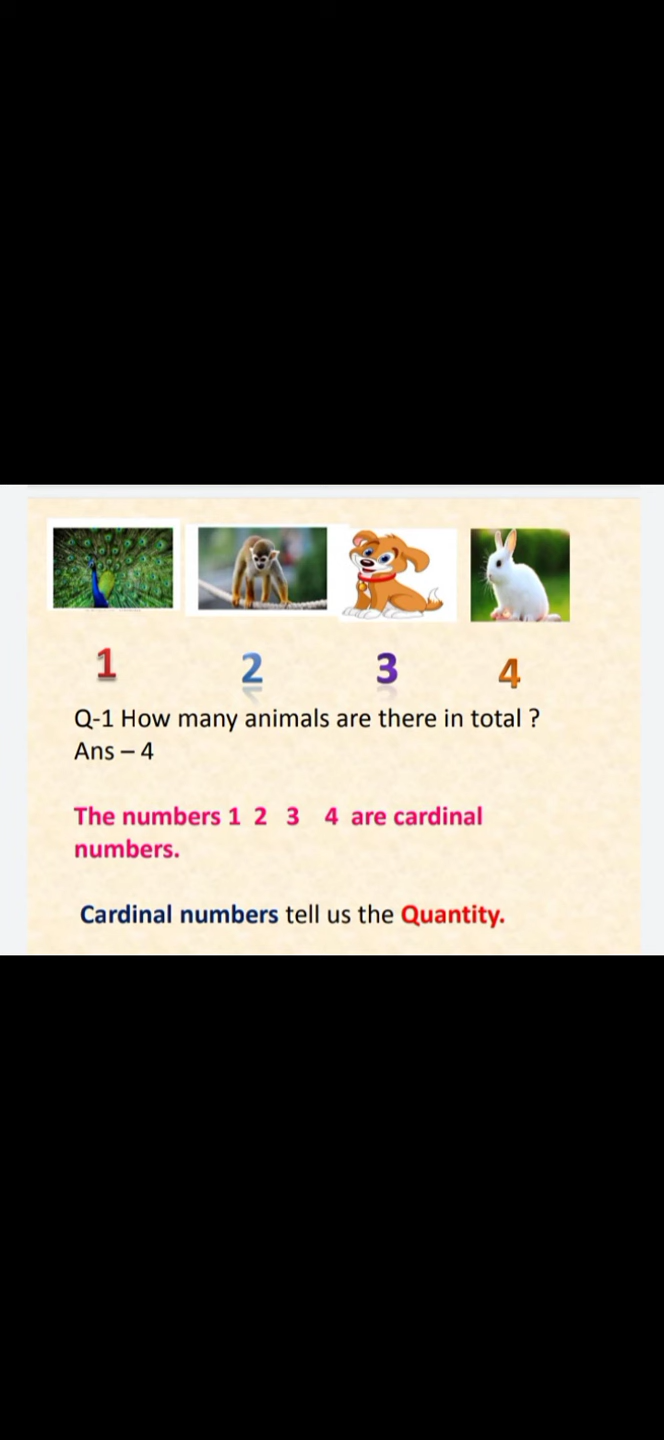 1 2 3 4
Q-1 How many animals are there in total ?
Ans – 4
The numbers 1 2 3 4 are cardinal
numbers.
Cardinal numbers tell us the Quantity.